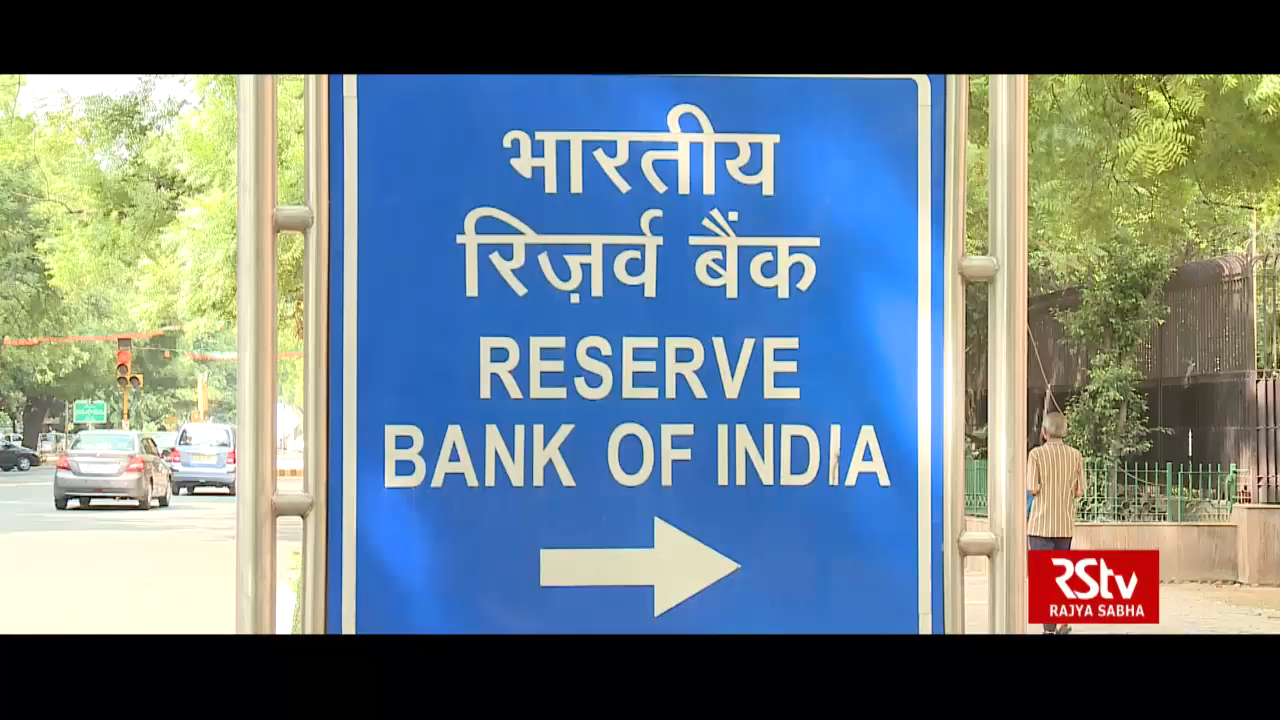 भारतीय
रिज़र्व बैंक
RESERVE
BANK OF INDIA
RStv
RAJYA SABHA